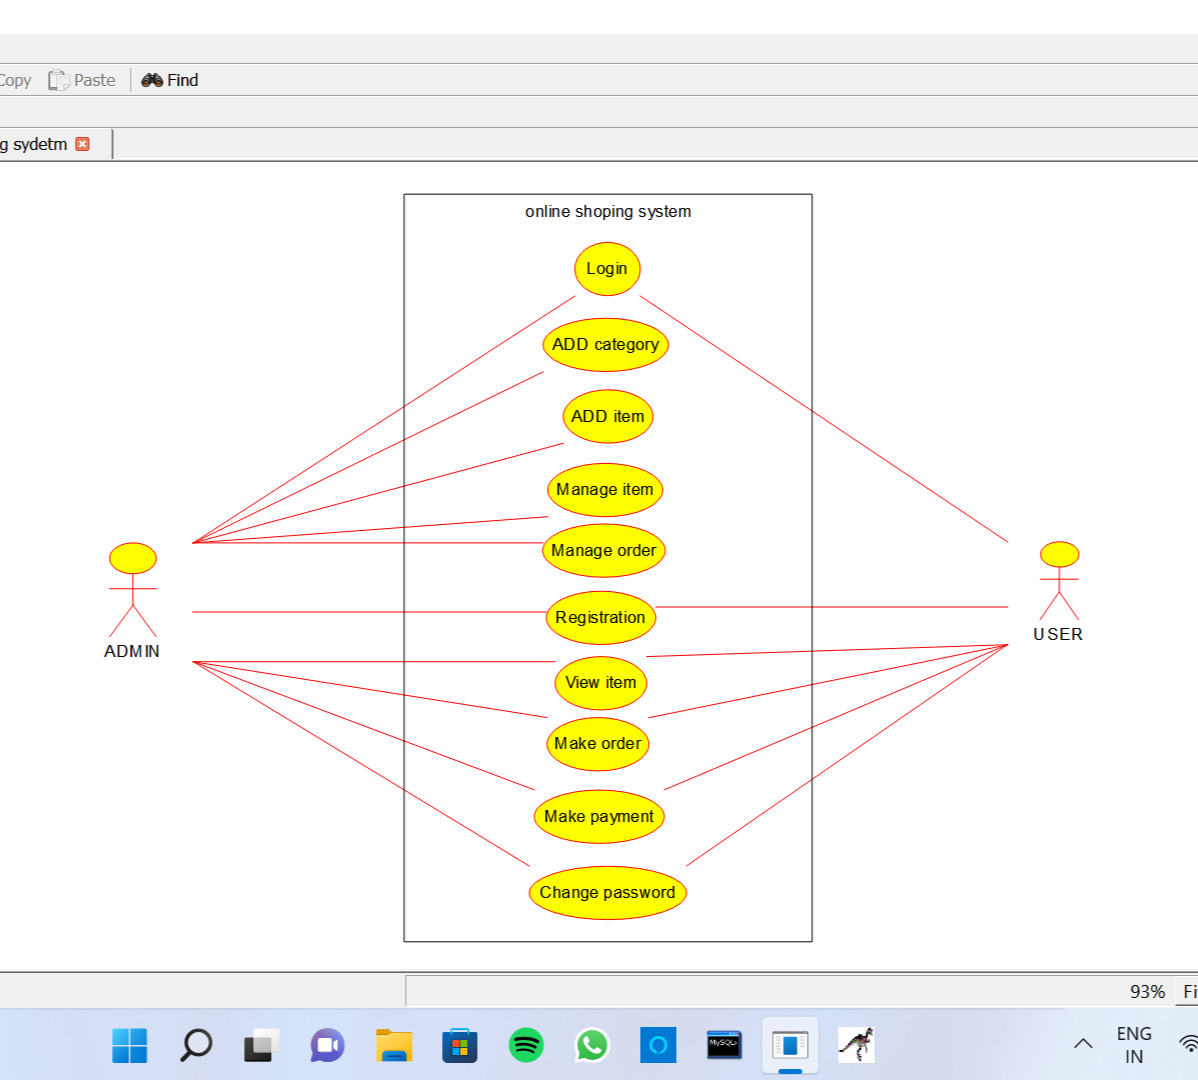 Copy Paste Find
g sydetm
online shoping system
Login
ADD category
ADD item
Manage item
Manage order
Registration
View item
Make order
Make payment
Change password
ADMIN
USER
93% Fi
MySQL>
ENG
IN